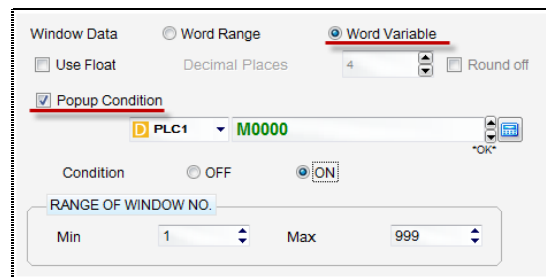 Window Data Word Range Word Variable
Use Float Decimal Places 4 Round off
Popup Condition
D PLC1 M0000
*OK*
Condition OFF ON
RANGE OF WINDOW NO.
Min 1 Max 999